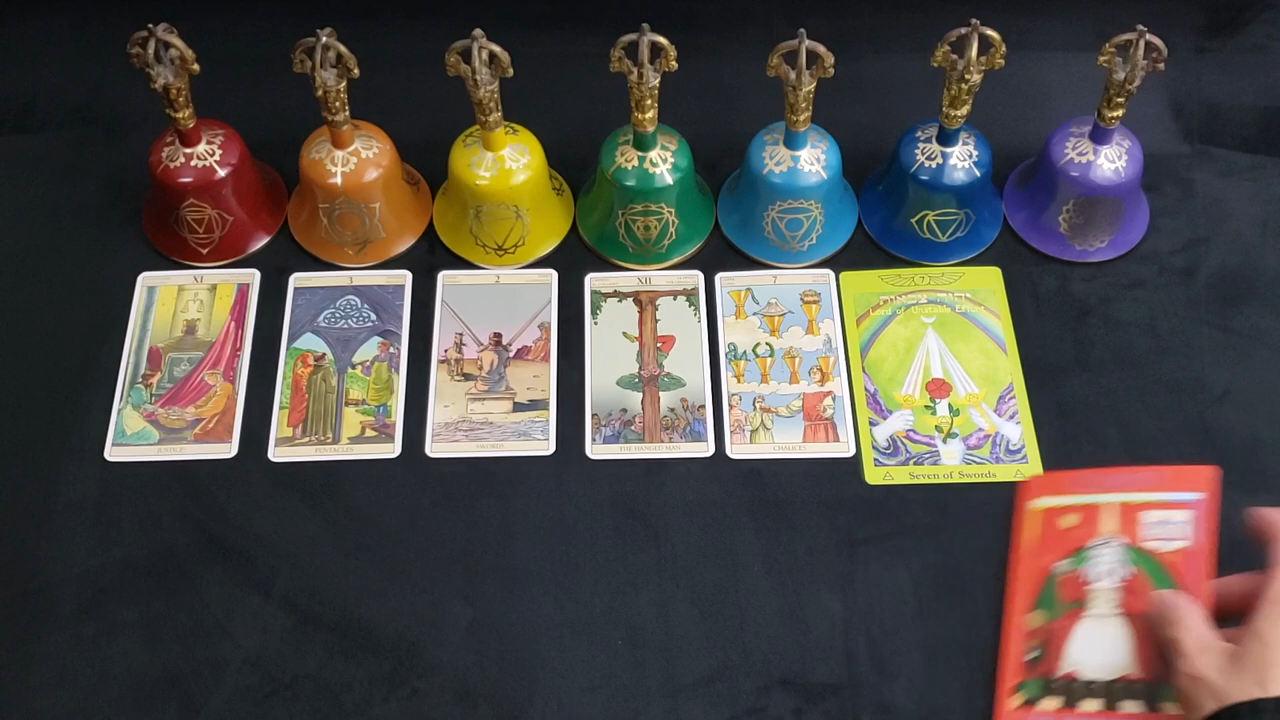 XI
JUSTICE
3
PENTACLES
2
SWORDS
XII
THE HANGED MAN
7
CHALICES
7
יהוה צבאות
Lord of Unstable Effort
Seven of Swords